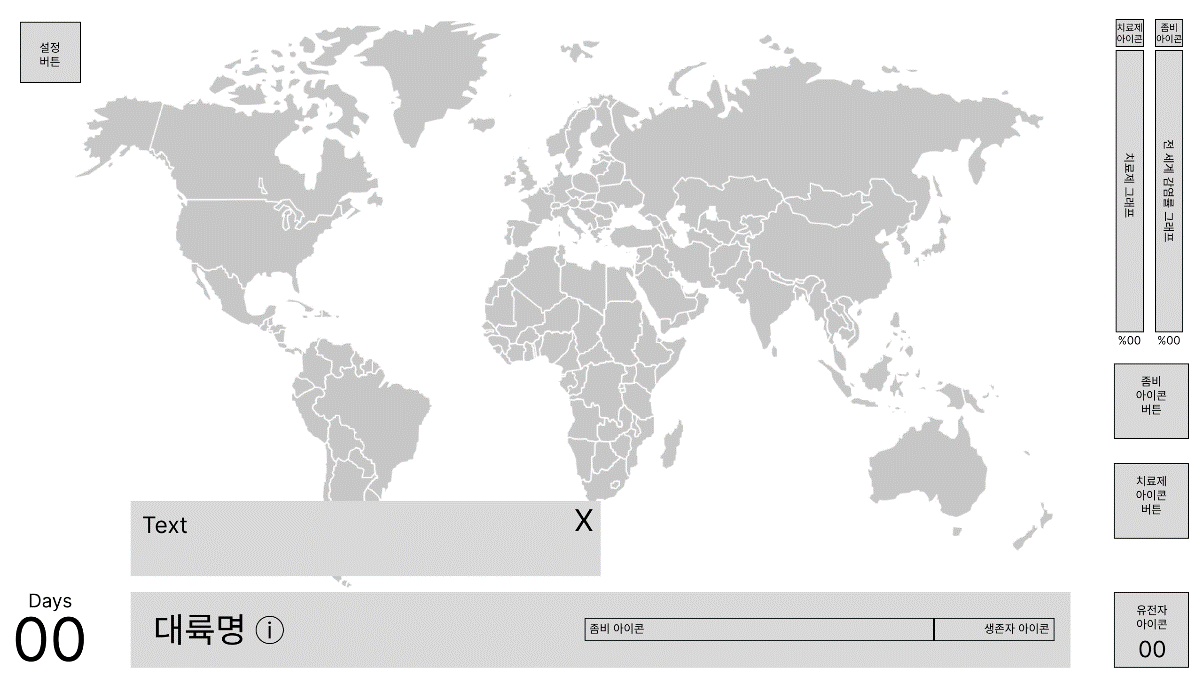 설정
버튼
치료제
아이콘
좀비
아이콘
치료제 그래프
전 세계 감염률 그래프
%00
%00
좀비
아이콘
버튼
치료제
아이콘
버튼
Text
X
Days
00
대륙명 ⓘ
좀비 아이콘
생존자 아이콘
유전자
아이콘
00